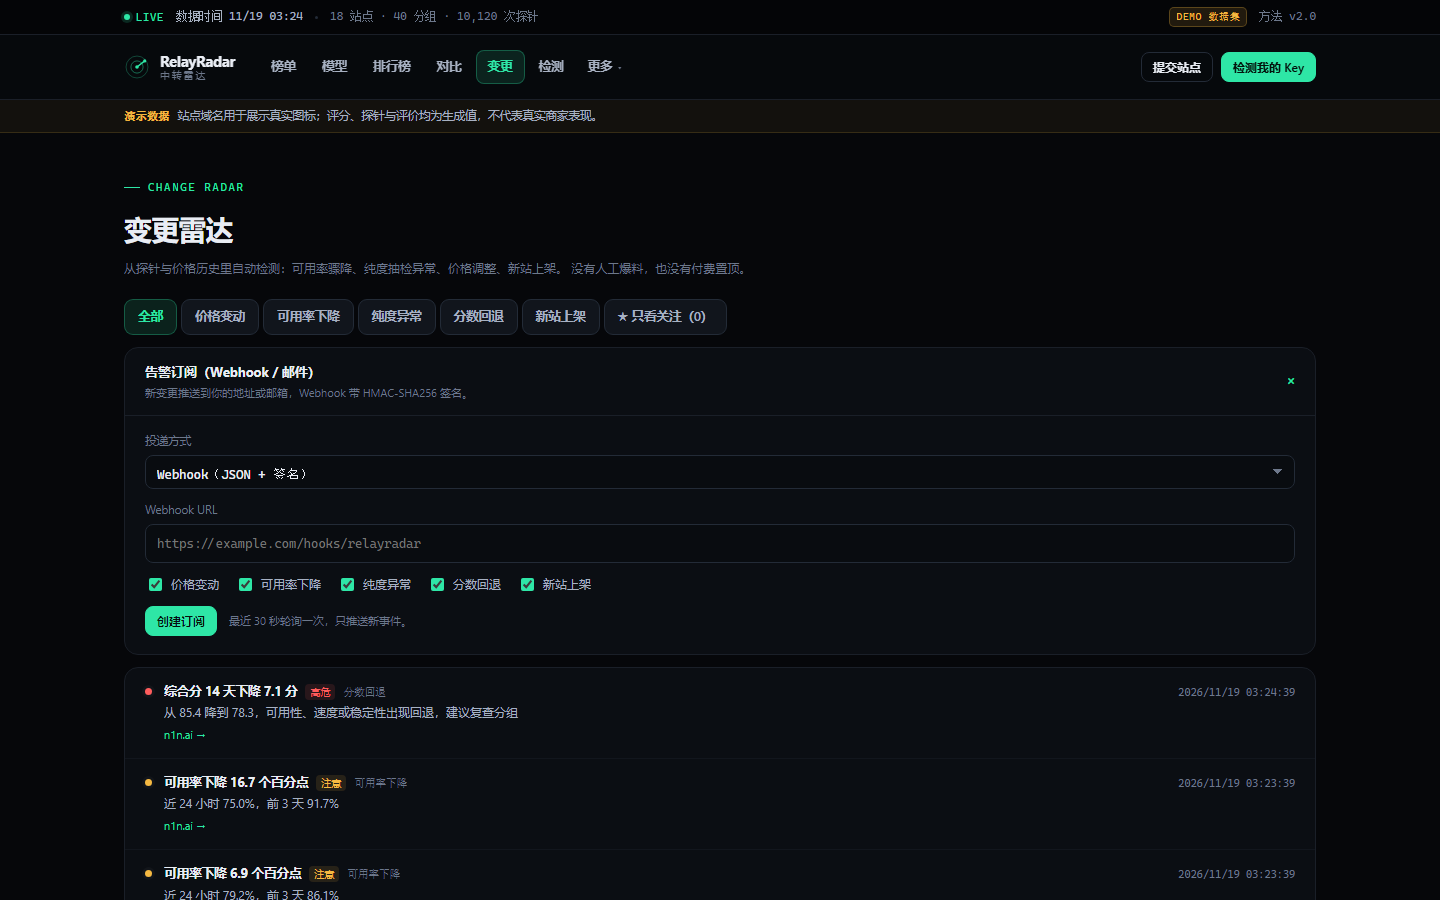 LIVE 数据时间 11/19 03:24 · 18 站点 · 40 分组 · 10,120 次探针
DEMO 数据集 方法 v2.0
RelayRadar
中转雷达
榜单 模型 排行榜 对比 变更 检测 更多
提交站点 检测我的 Key
演示数据 站点域名用于展示真实图标；评分、探针与评价均为生成值，不代表真实商家表现。
CHANGE RADAR
变更雷达
从探针与价格历史里自动检测：可用率骤降、纯度抽检异常、价格调整、新站上架。 没有人工爆料，也没有付费置顶。
全部 价格变动 可用率下降 纯度异常 分数回退 新站上架 ★ 只看关注（0）
告警订阅（Webhook / 邮件）
新变更推送到你的地址或邮箱，Webhook 带 HMAC-SHA256 签名。
×
投递方式
Webhook（JSON + 签名）
Webhook URL
https://example.com/hooks/relayradar
价格变动 可用率下降 纯度异常 分数回退 新站上架
创建订阅 最近 30 秒轮询一次，只推送新事件。
综合分 14 天下降 7.1 分 高危 分数回退 2026/11/19 03:24:39
从 85.4 降到 78.3，可用性、速度或稳定性出现回退，建议复查分组
n1n.ai →
可用率下降 16.7 个百分点 注意 可用率下降 2026/11/19 03:23:39
近 24 小时 75.0%，前 3 天 91.7%
n1n.ai →
可用率下降 6.9 个百分点 注意 可用率下降 2026/11/19 03:23:39
近 24 小时 79.2%，前 3 天 86.1%